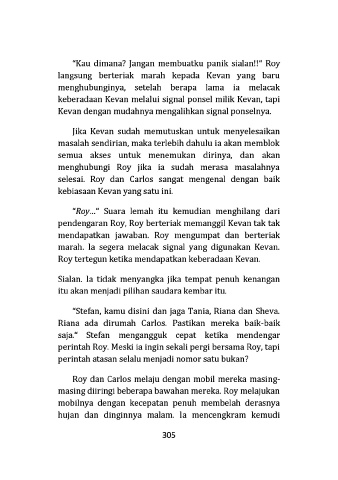 "Kau dimana? Jangan membuatku panik sialan!!" Roy
langsung berteriak marah kepada Kevan yang baru
menghubunginya, setelah berapa lama ia melacak
keberadaan Kevan melalui signal ponsel milik Kevan, tapi
Kevan dengan mudahnya mengalihkan signal ponselnya.
Jika Kevan sudah memutuskan untuk menyelesaikan
masalah sendirian, maka terlebih dahulu ia akan memblok
semua akses untuk menemukan dirinya, dan akan
menghubungi Roy jika ia sudah merasa masalahnya
selesai. Roy dan Carlos sangat mengenal dengan baik
kebiasaan Kevan yang satu ini.
"Roy..." Suara lemah itu kemudian menghilang dari
pendengaran Roy, Roy berteriak memanggil Kevan tak tak
mendapatkan jawaban. Roy mengumpat dan berteriak
marah. Ia segera melacak signal yang digunakan Kevan.
Roy tertegun ketika mendapatkan keberadaan Kevan.
Sialan. Ia tidak menyangka jika tempat penuh kenangan
itu akan menjadi pilihan saudara kembar itu.
"Stefan, kamu disini dan jaga Tania, Riana dan Sheva.
Riana ada dirumah Carlos. Pastikan mereka baik-baik
saja." Stefan mengangguk cepat ketika mendengar
perintah Roy. Meski ia ingin sekali pergi bersama Roy, tapi
perintah atasan selalu menjadi nomor satu bukan?
Roy dan Carlos melaju dengan mobil mereka masing-
masing diiringi beberapa bawahan mereka. Roy melajukan
mobilnya dengan kecepatan penuh membelah derasnya
hujan dan dinginnya malam. Ia mencengkram kemudi
305